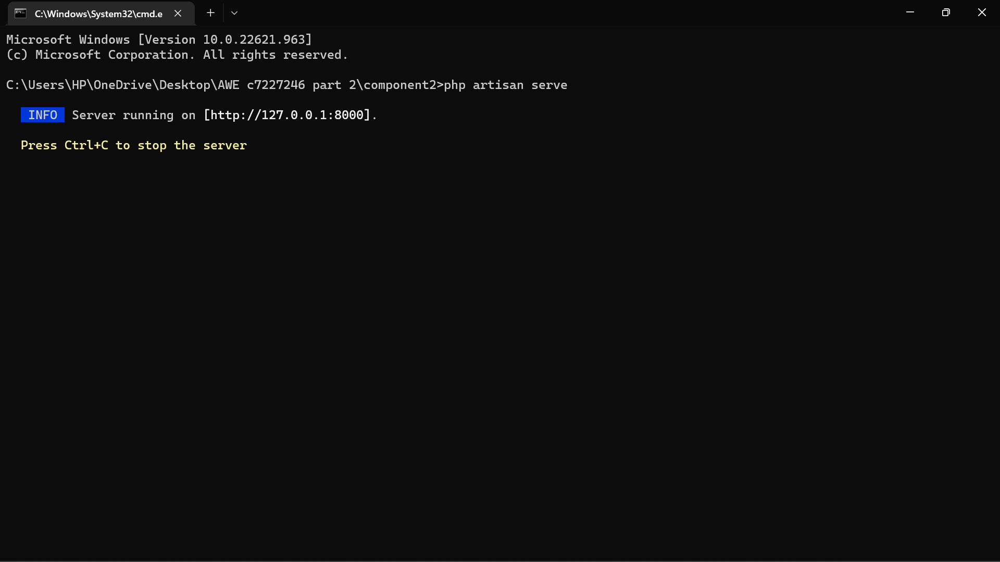 C:\Windows\System32\cmd.e
Microsoft Windows [Version 10.0.22621.963]
(c) Microsoft Corporation. All rights reserved.
C:\Users\HP\OneDrive\Desktop\AWE c7227246 part 2\component2>php artisan serve
INFO Server running on [http://127.0.0.1:8000].
Press Ctrl+C to stop the server